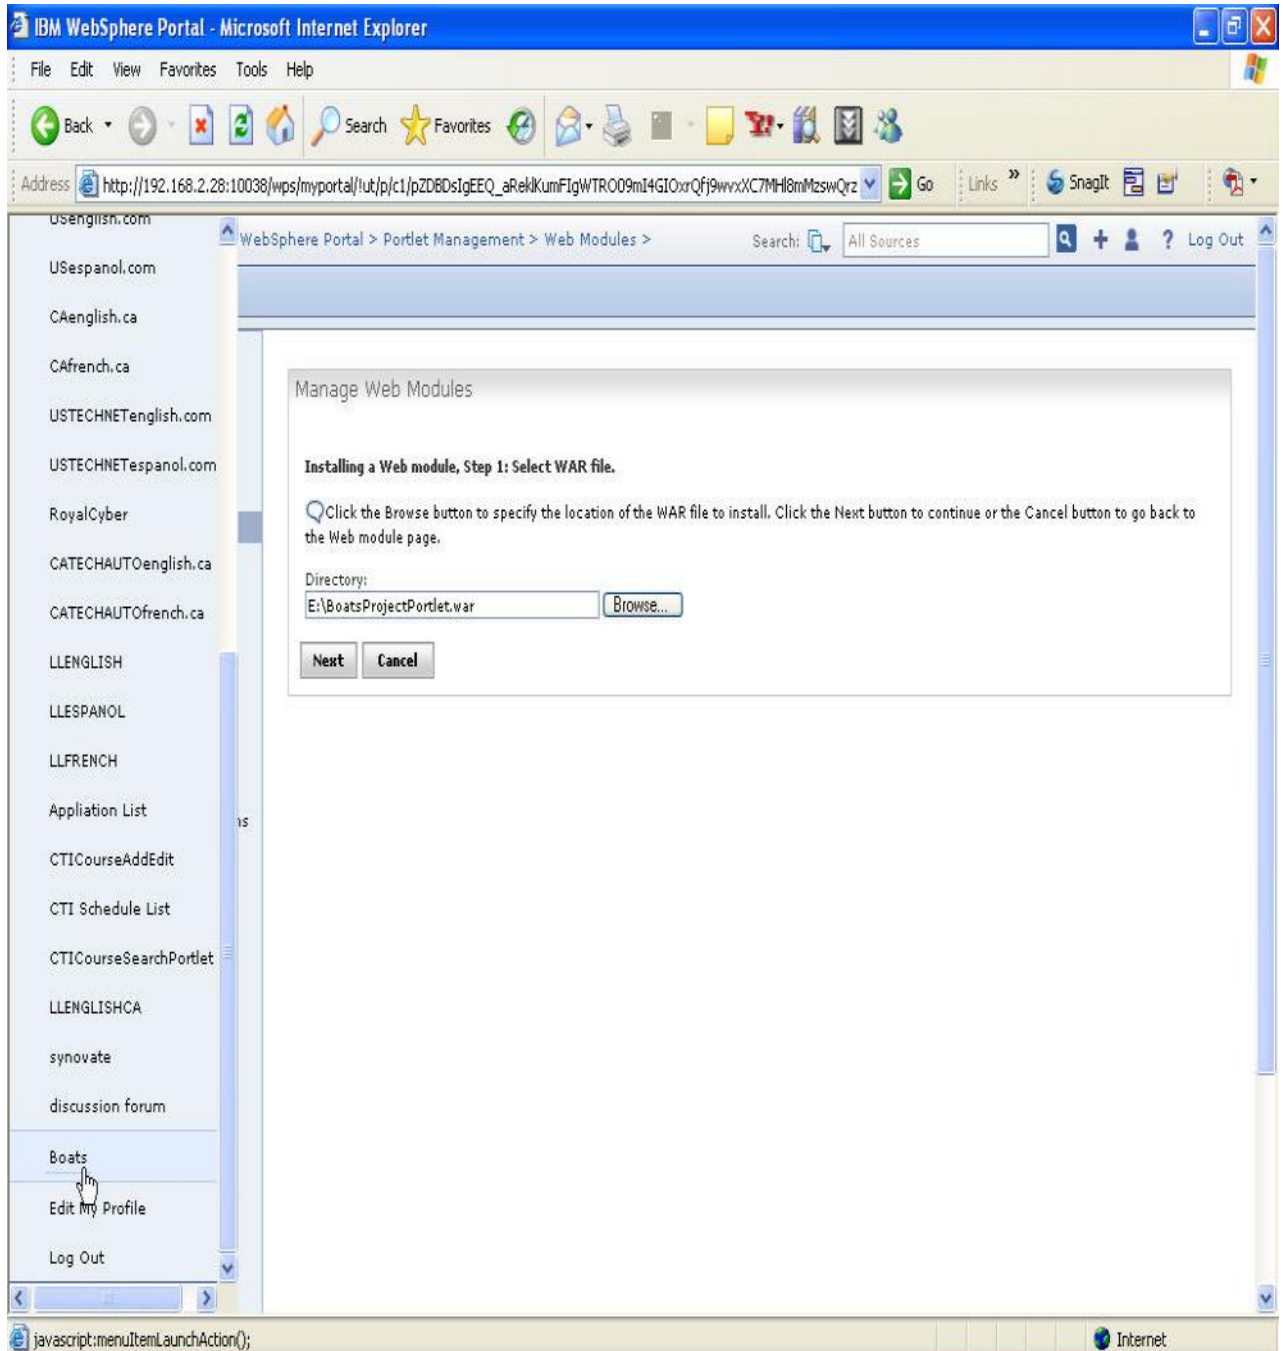 IBM WebSphere Portal - Microsoft Internet Explorer
File Edit View Favorites Tools Help
Back Search Favorites
Address http://192.168.2.28:10038/wps/myportal/!ut/p/c1/ Go Links » SnagIt
USenglish.com
WebSphere Portal > Portlet Management > Web Modules > Search: All Sources ? Log Out
USespanol.com
CAenglish.ca
CAfrench.ca
USTECHNETenglish.com
USTECHNETespanol.com
RoyalCyber
CATECHAUTOenglish.ca
CATECHAUTOfrench.ca
LLENGLISH
LLESPANOL
LLFRENCH
Appliation List
CTICourseAddEdit
CTI Schedule List
CTICourseSearchPortlet
LLENGLISHCA
synovate
discussion forum
Boats
Edit My Profile
Log Out
ns
Manage Web Modules
Installing a Web module, Step 1: Select WAR file.
Click the Browse button to specify the location of the WAR file to install. Click the Next button to continue or the Cancel button to go back to
the Web module page.
Directory:
E:\BoatsProjectPortlet.war Browse...
Next Cancel
javascript:menuItemLaunchAction(); Internet